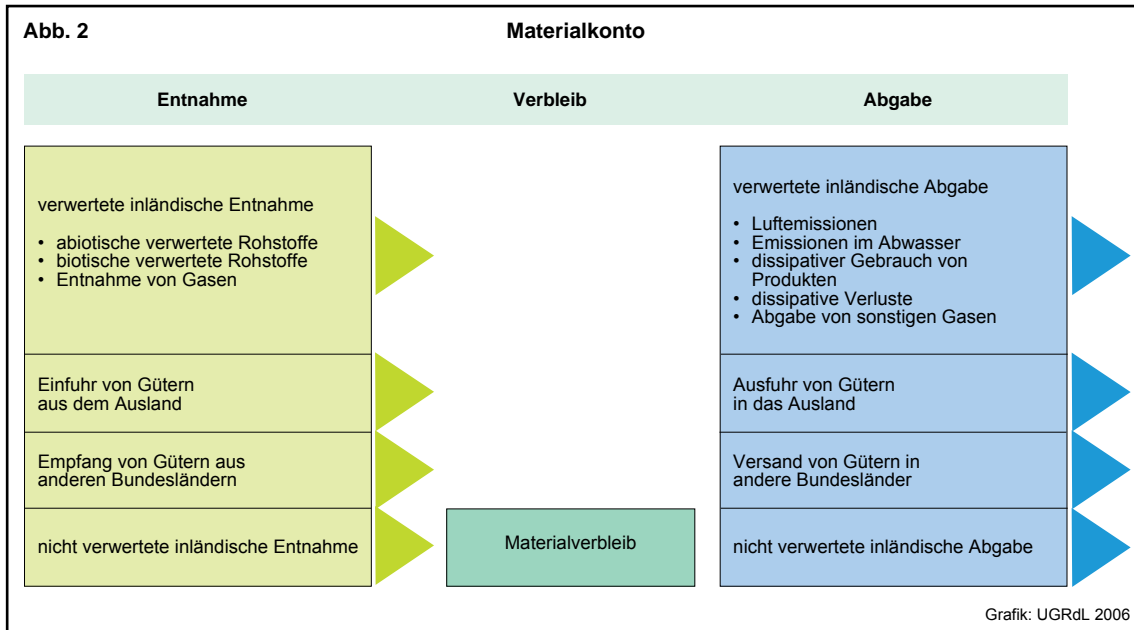 Abb. 2
Materialkonto
Entnahme
Verbleib
Abgabe
verwertete inländische Entnahme
• abiotische verwertete Rohstoffe
• biotische verwertete Rohstoffe
• Entnahme von Gasen
Einfuhr von Gütern
aus dem Ausland
Empfang von Gütern aus
anderen Bundesländern
nicht verwertete inländische Entnahme
Materialverbleib
verwertete inländische Abgabe
• Luftemissionen
• Emissionen im Abwasser
• dissipativer Gebrauch von
Produkten
• dissipative Verluste
• Abgabe von sonstigen Gasen
Ausfuhr von Gütern
in das Ausland
Versand von Gütern in
andere Bundesländer
nicht verwertete inländische Abgabe
Grafik: UGRdL 2006